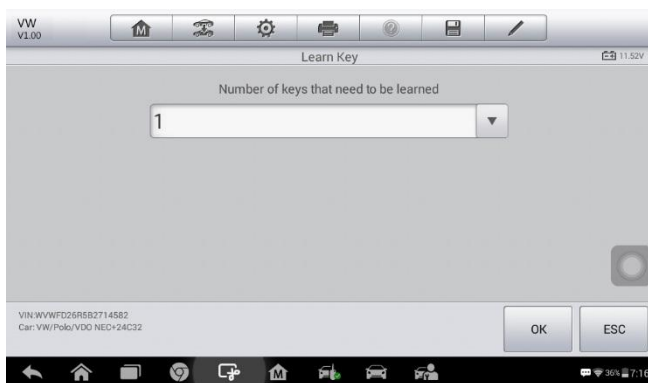 VW
V1.00
Learn Key
11.52V
Number of keys that need to be learned
1
VIN:WVWFD26R5B2714582
Car: VW/Polo/VDO NEC+24C32
OK
ESC
36%
7:16